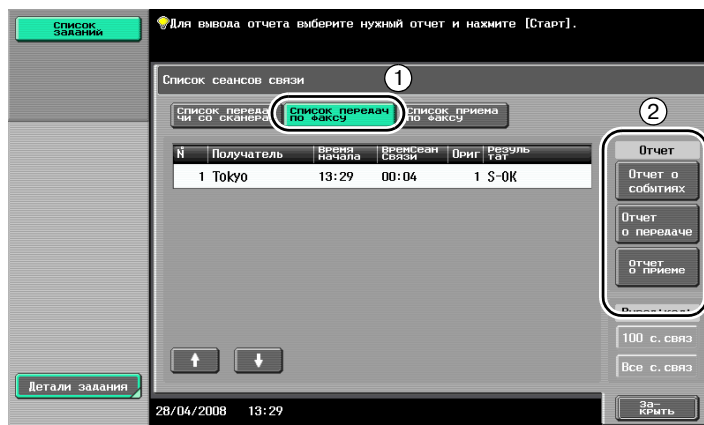 Список
заданий
Для вывода отчета выберите нужный отчет и нажмите [Старт].
Список сеансов связи
1
Список переда
чи со сканера
Список передач
по факсу
Список приема
по факсу
2
Отчет
N Получатель Время начала ВремСеан Связи Ориг Резуль тат
1 Tokyo 13:29 00:04 1 S-OK
Отчет о
событиях
Отчет
о передаче
Отчет
о приеме
100 с.связ
Все с.связ
Детали задания
28/04/2008 13:29
За-
крыть